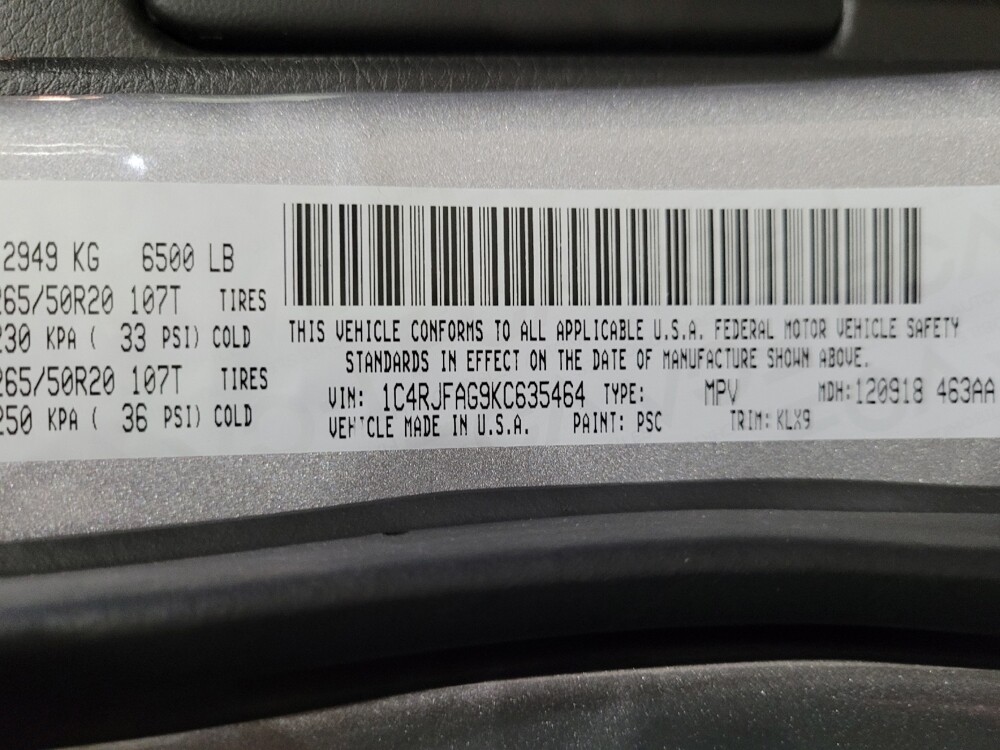 2949 KG 6500 LB
265/50R20 107T TIRES
230 KPA ( 33 PSI) COLD
265/50R20 107T TIRES
250 KPA ( 36 PSI) COLD
THIS VEHICLE CONFORMS TO ALL APPLICABLE U.S.A. FEDERAL MOTOR VEHICLE SAFETY
STANDARDS IN EFFECT ON THE DATE OF MANUFACTURE SHOWN ABOVE.
VIN: 1C4RJFAG9KC635464 TYPE: MPV MDH:120918 463AA
VEHICLE MADE IN U.S.A. PAINT: PSC TRIM: KLX9